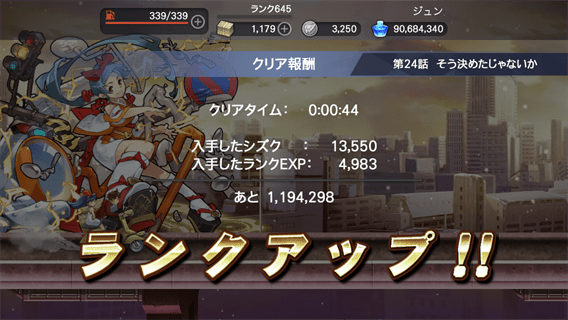 ランク645
ジュン
339/339
1,179
3,250
90,684,340
クリア報酬
第24話 そう決めたじゃないか
クリアタイム： 0:00:44
入手したシズク ： 13,550
入手したランクEXP： 4,983
あと 1,194,298
ランクアップ!!